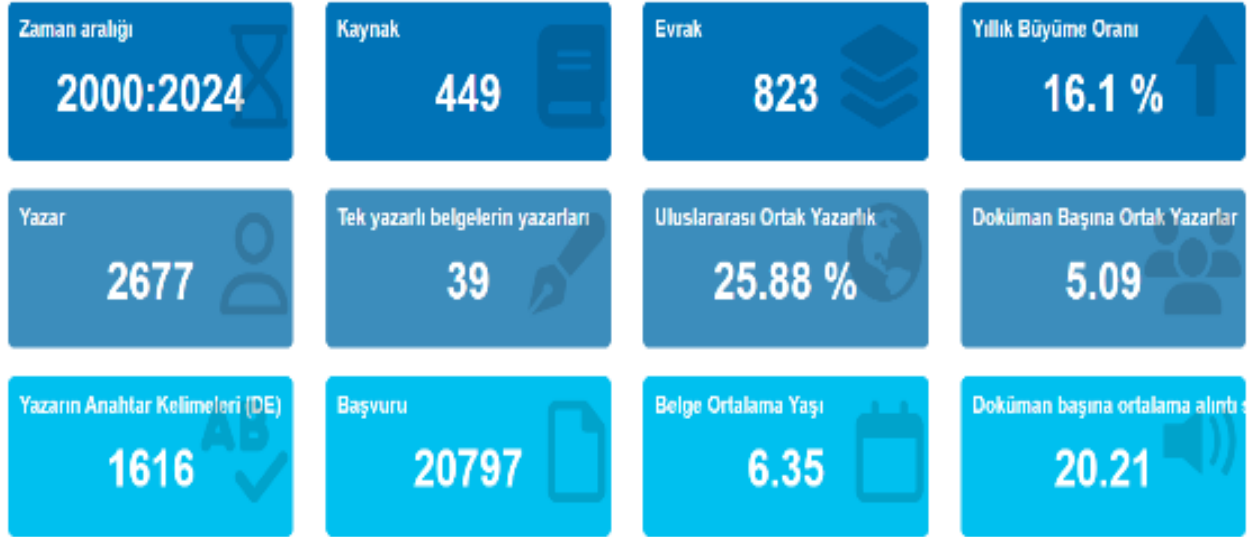 Zaman aralığı
2000:2024
Kaynak
449
Evrak
823
Yıllık Büyüme Oranı
16.1 %
Yazar
2677
Tek yazarlı belgelerin yazarları
39
Uluslararası Ortak Yazarlık
25.88 %
Doküman Başına Ortak Yazarlar
5.09
Yazarın Anahtar Kelimeleri (DE)
1616
Başvuru
20797
Belge Ortalama Yaşı
6.35
Doküman başına ortalama alıntı s
20.21